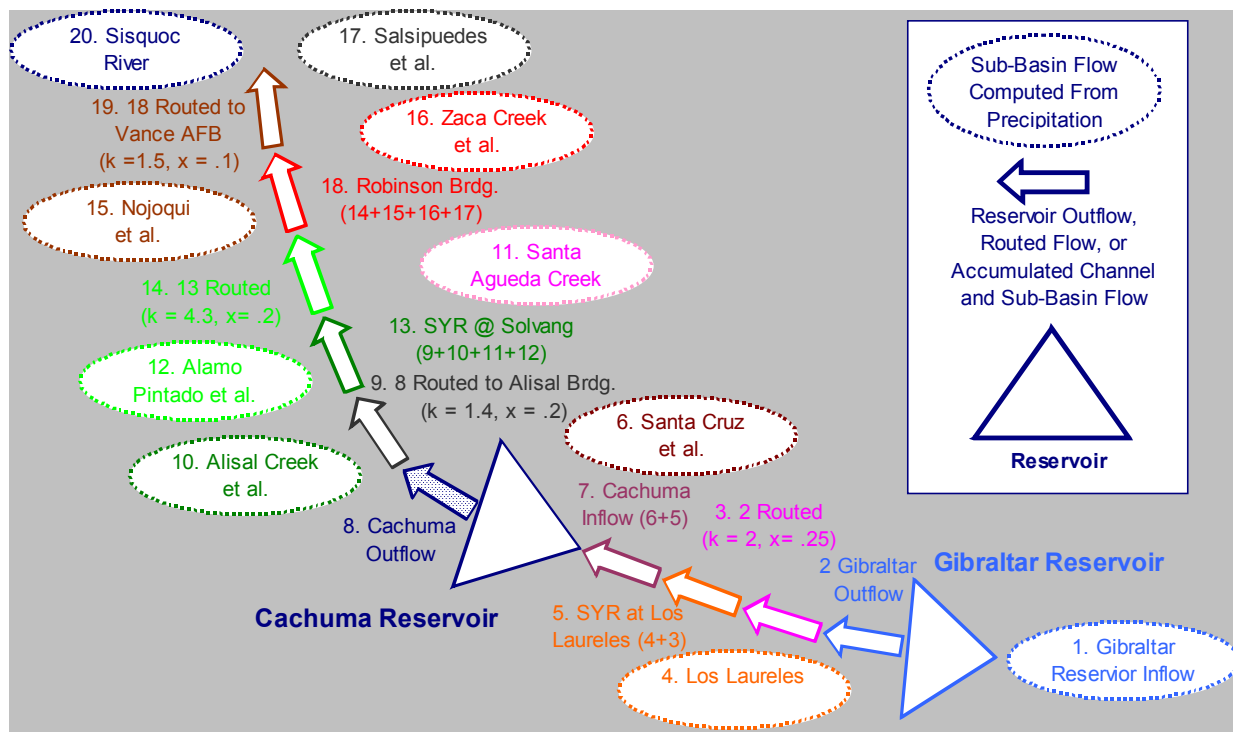 20. Sisquoc
River
17. Salsipuedes
et al.
19. 18 Routed to
Vance AFB
(k =1.5, x = .1)
16. Zaca Creek
et al.
18. Robinson Brdg.
(14+15+16+17)
15. Nojoqui
et al.
11. Santa
Agueda Creek
14. 13 Routed
(k = 4.3, x= .2)
13. SYR @ Solvang
(9+10+11+12)
12. Alamo
Pintado et al.
9. 8 Routed to Alisal Brdg.
(k = 1.4, x = .2)
6. Santa Cruz
et al.
10. Alisal Creek
et al.
7. Cachuma
Inflow (6+5)
8. Cachuma
Outflow
3. 2 Routed
(k = 2, x= .25)
Cachuma Reservoir
2 Gibraltar
Outflow
Gibraltar Reservoir
5. SYR at Los
Laureles (4+3)
4. Los Laureles
1. Gibraltar
Reservior Inflow
Sub-Basin Flow
Computed From
Precipitation
Reservoir Outflow,
Routed Flow, or
Accumulated Channel
and Sub-Basin Flow
Reservoir